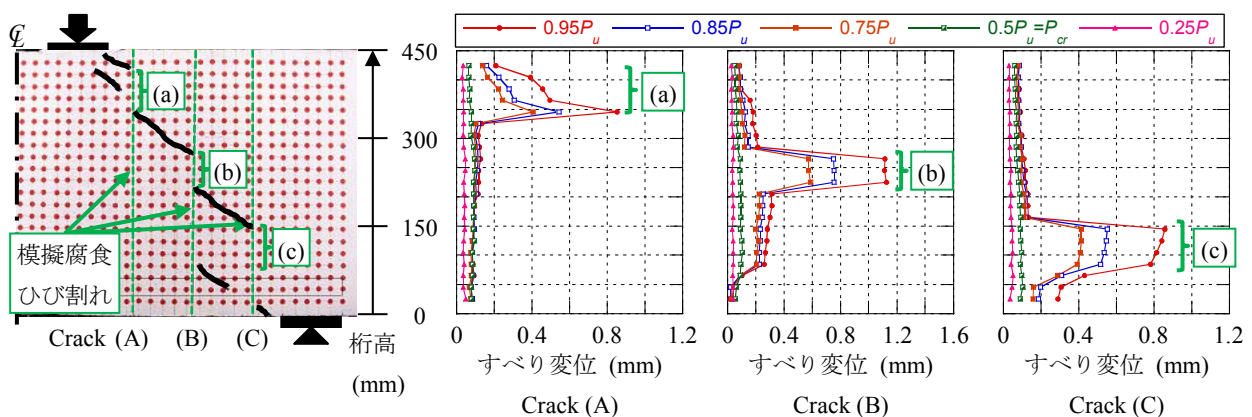 0.95Pu 0.85Pu 0.75Pu 0.5Pu=Pcr 0.25Pu
℄
(a)
(b)
(c)
模擬腐食
ひび割れ
Crack (A) (B) (C)
450
300
150
0
桁高
(mm)
(a)
0 0.4 0.8 1.2
すべり変位 (mm)
Crack (A)
(b)
0 0.4 0.8 1.2 1.6
すべり変位 (mm)
Crack (B)
(c)
0 0.4 0.8 1.2
すべり変位 (mm)
Crack (C)